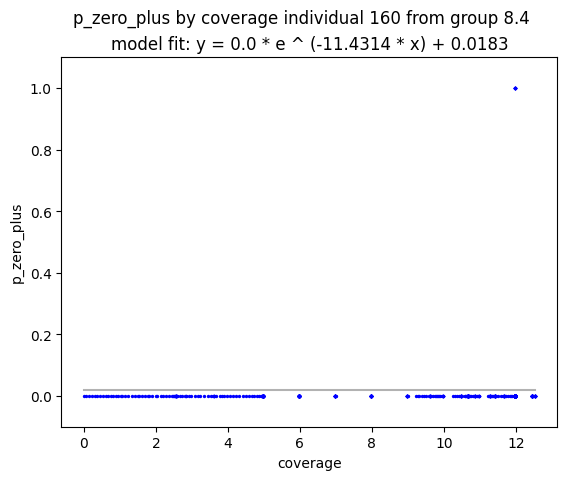 p_zero_plus by coverage individual 160 from group 8.4
model fit: y = 0.0 * e ^ (-11.4314 * x) + 0.0183
1.0
0.8
0.6
p_zero_plus
0.4
0.2
0.0
0 2 4 6 8 10 12
coverage